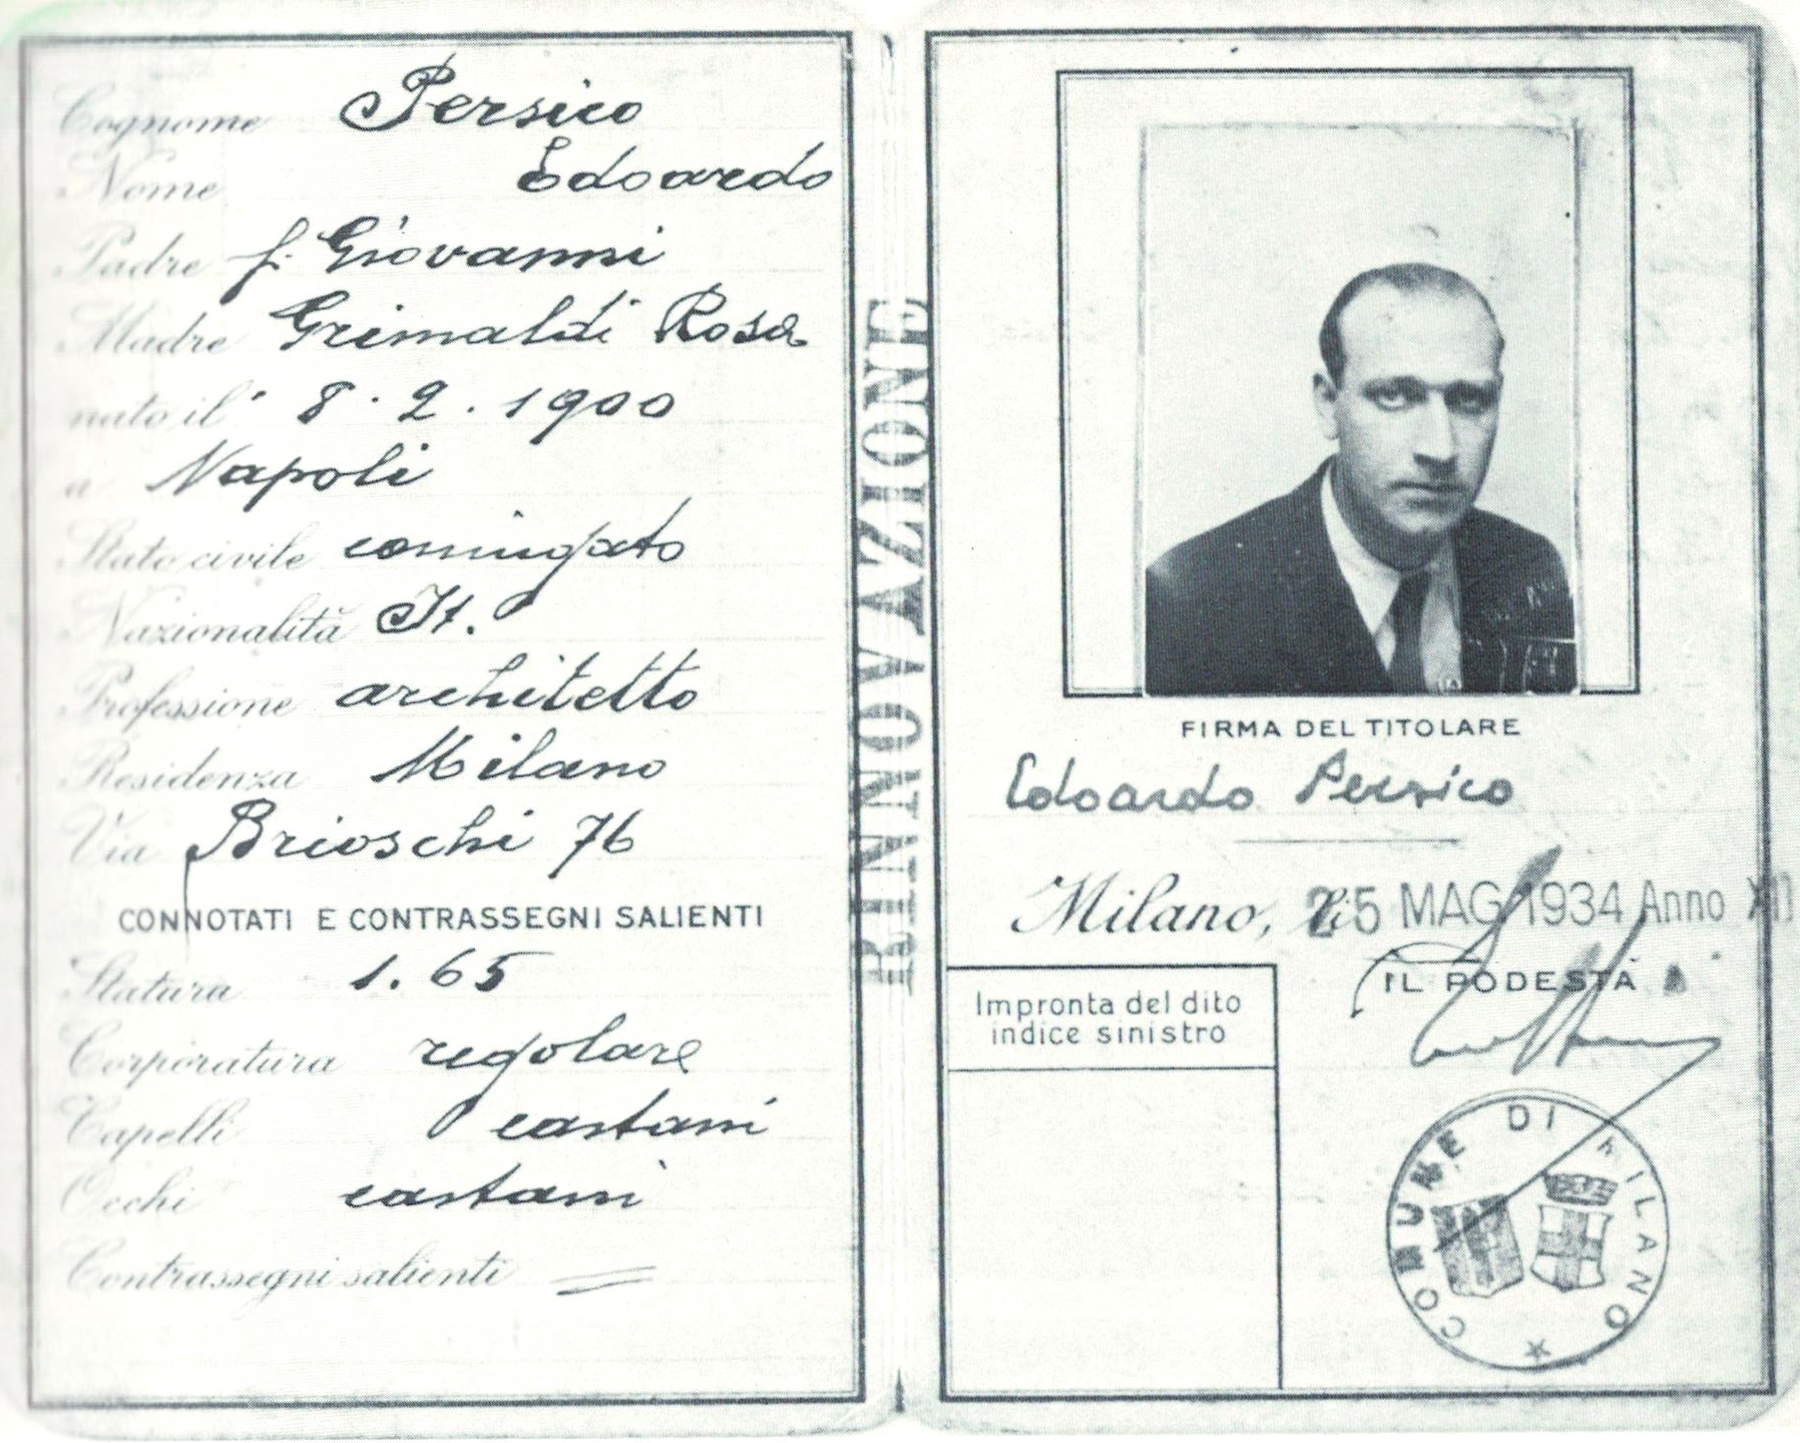 Cognome Persico
Nome Edoardo
Padre f. Giovanni
Madre Grimaldi Rosa
nato il 8.2.1900
a Napoli
Stato civile coniugato
Nazionalità It.
Professione architetto
Residenza Milano
Via Brioschi 76
CONNOTATI E CONTRASSEGNI SALIENTI
Statura 1.65
Corporatura regolare
Capelli castani
Occhi castani
Contrassegni salienti =
RINNOVAZIONE
FIRMA DEL TITOLARE
Edoardo Persico
Milano, li 25 MAG 1934 Anno XII
IL PODESTÀ
Impronta del dito
indice sinistro
COMUNE DI MILANO